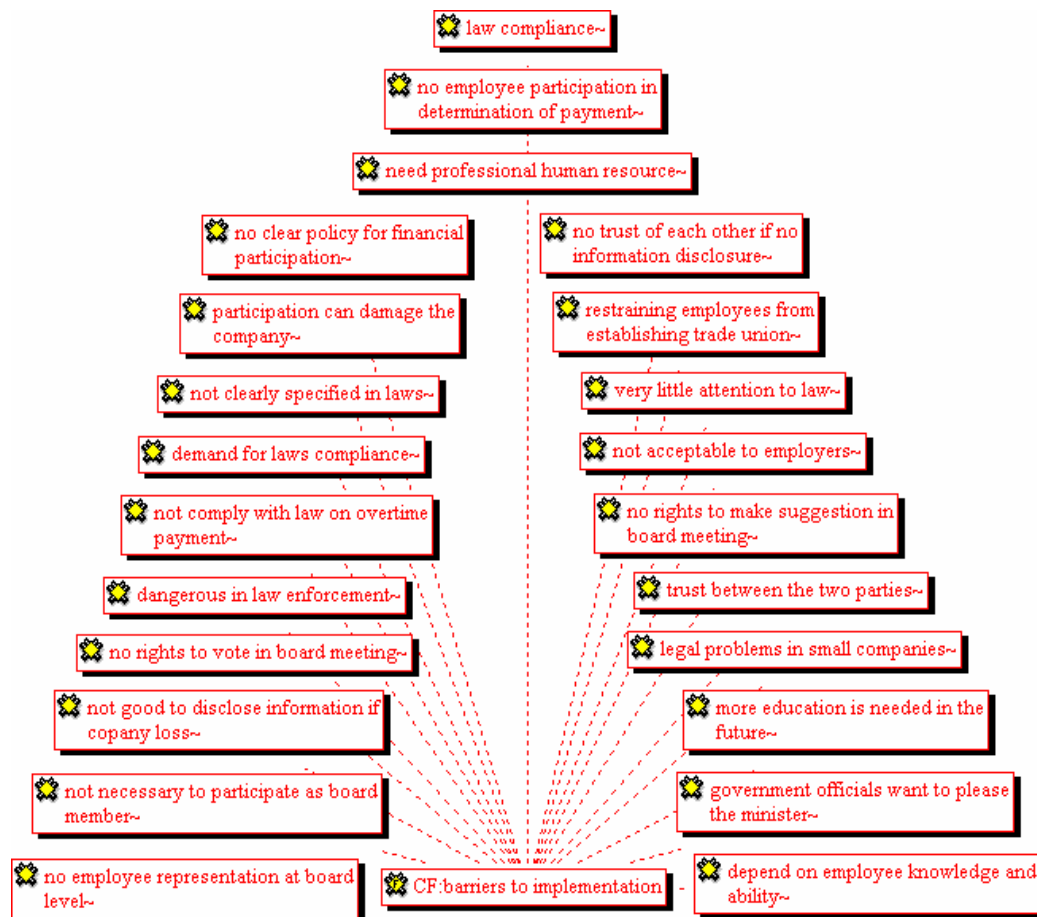 law compliance~
no employee participation in
determination of payment~
need professional human resource~
no clear policy for financial
participation~
no trust of each other if no
information disclosure~
participation can damage the
company~
restraining employees from
establishing trade union~
not clearly specified in laws~
very little attention to law~
demand for laws compliance~
not acceptable to employers~
not comply with law on overtime
payment~
no rights to make suggestion in
board meeting~
dangerous in law enforcement~
trust between the two parties~
no rights to vote in board meeting~
legal problems in small companies~
not good to disclose information if
copany loss~
more education is needed in the
future~
not necessary to participate as board
member~
government officials want to please
the minister~
no employee representation at board
level~
CF:barriers to implementation
depend on employee knowledge and
ability~